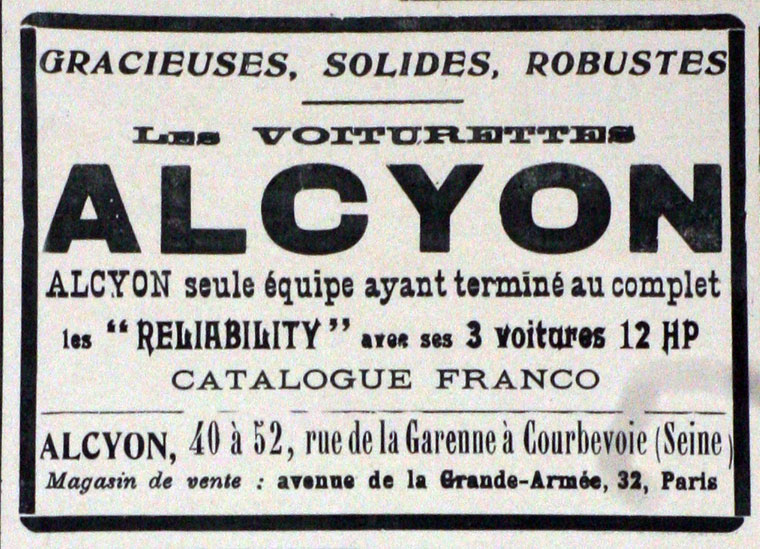 GRACIEUSES, SOLIDES, ROBUSTES
LES VOITURETTES
ALCYON
ALCYON seule équipe ayant terminé au complet
les "RELIABILITY" avec ses 3 voitures 12 HP
CATALOGUE FRANCO
ALCYON, 40 à 52, rue de la Garenne à Courbevoie (Seine)
Magasin de vente : avenue de la Grande-Armée, 32, Paris